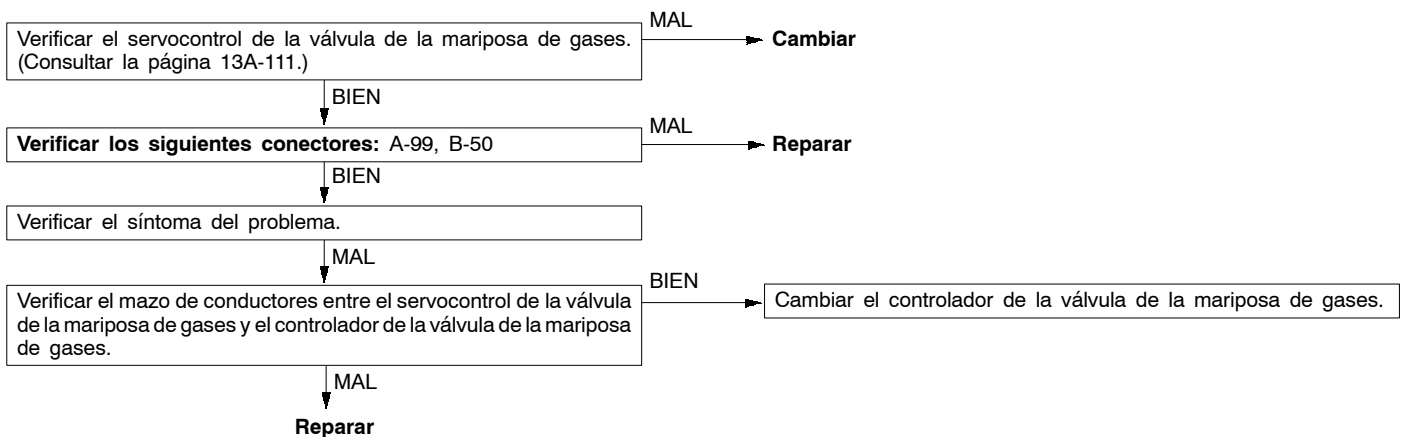 Verificar el servocontrol de la válvula de la mariposa de gases.
(Consultar la página 13A-111.)
MAL
Cambiar
BIEN
Verificar los siguientes conectores: A-99, B-50
MAL
Reparar
BIEN
Verificar el síntoma del problema.
MAL
Verificar el mazo de conductores entre el servocontrol de la válvula
de la mariposa de gases y el controlador de la válvula de la mariposa
de gases.
BIEN
Cambiar el controlador de la válvula de la mariposa de gases.
MAL
Reparar